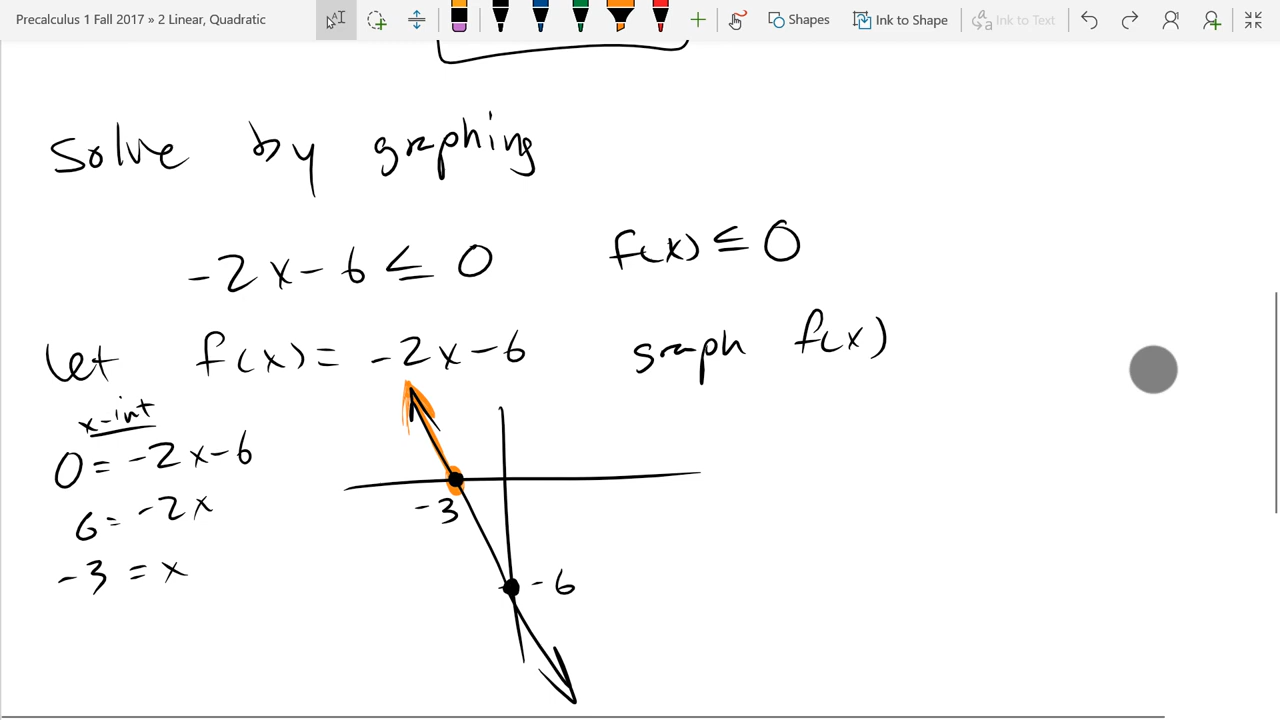 Precalculus 1 Fall 2017 » 2 Linear, Quadratic
Shapes
Ink to Shape
Ink to Text
Solve by graphing
-2x-6 ≤ 0
f(x) ≤ 0
let f(x) = -2x-6
graph f(x)
x-int
0 = -2x-6
6 = -2x
-3 = x
-3
-6